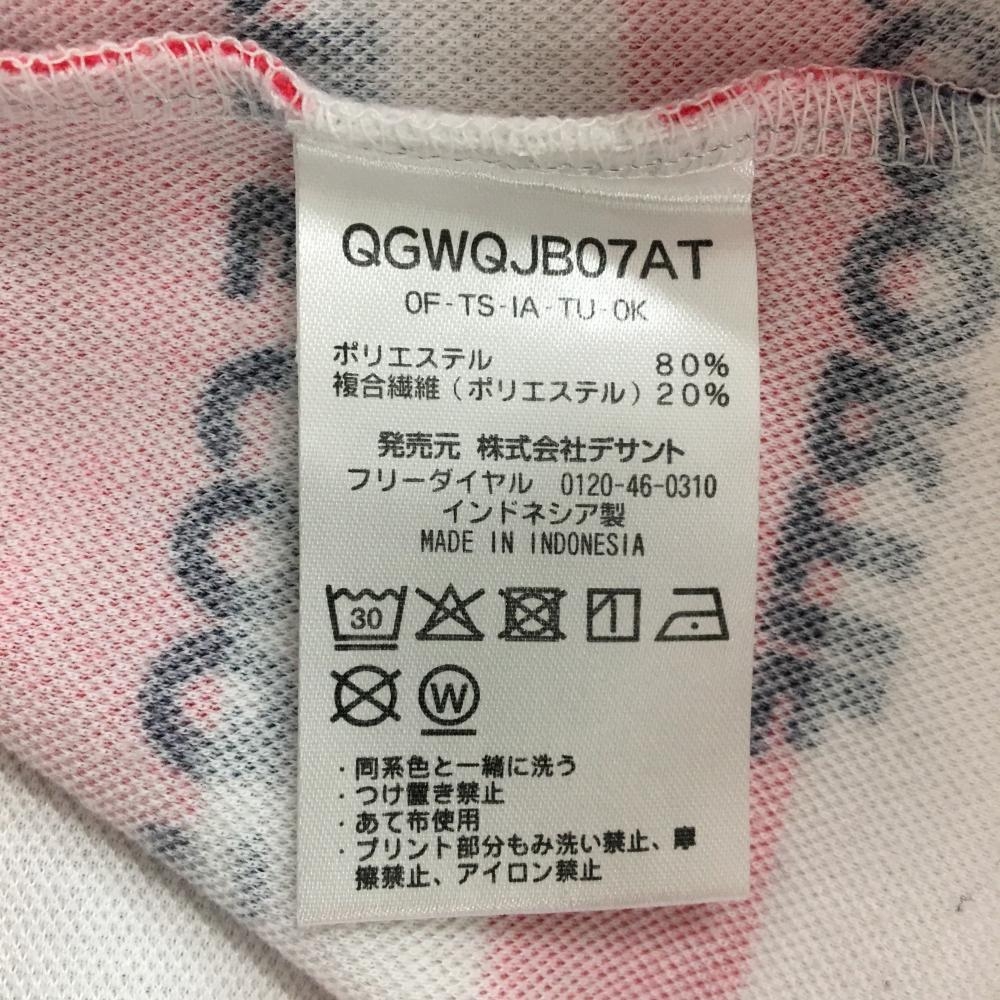 QGWQJB07AT
OF-TS-IA-TU-OK
ポリエステル 80%
複合繊維(ポリエステル)20%
発売元 株式会社デサント
フリーダイヤル 0120-46-0310
インドネシア製
MADE IN INDONESIA
30
W
・同系色と一緒に洗う
・つけ置き禁止
・あて布使用
・プリント部分もみ洗い禁止、摩
擦禁止、アイロン禁止